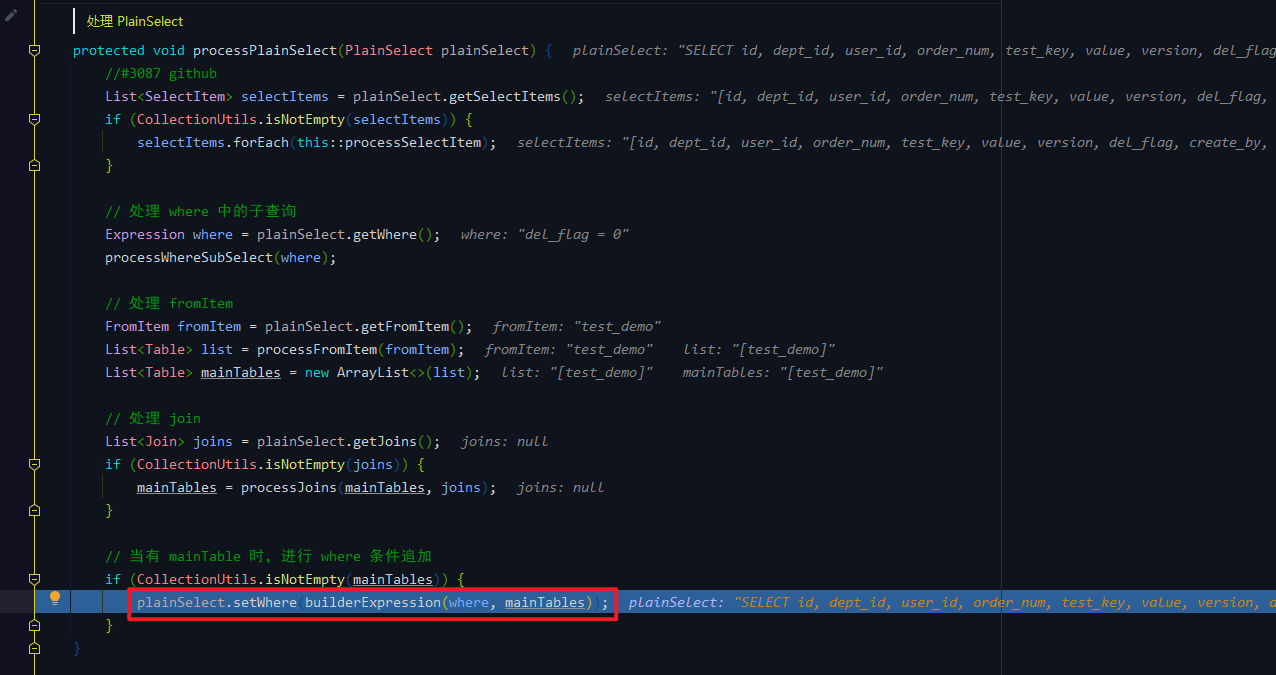 处理 PlainSelect
protected void processPlainSelect(PlainSelect plainSelect) {  plainSelect: "SELECT id, dept_id, user_id, order_num, test_key, value, version, del_flag
//#3087 github
List<SelectItem> selectItems = plainSelect.getSelectItems();  selectItems: "[id, dept_id, user_id, order_num, test_key, value, version, del_flag,
if (CollectionUtils.isNotEmpty(selectItems)) {
selectItems.forEach(this::processSelectItem);  selectItems: "[id, dept_id, user_id, order_num, test_key, value, version, del_flag, create_by,
}
// 处理 where 中的子查询
Expression where = plainSelect.getWhere();  where: "del_flag = 0"
processWhereSubSelect(where);
// 处理 fromItem
FromItem fromItem = plainSelect.getFromItem();  fromItem: "test_demo"
List<Table> list = processFromItem(fromItem);  fromItem: "test_demo"  list: "[test_demo]"
List<Table> mainTables = new ArrayList<>(list);  list: "[test_demo]"  mainTables: "[test_demo]"
// 处理 join
List<Join> joins = plainSelect.getJoins();  joins: null
if (CollectionUtils.isNotEmpty(joins)) {
mainTables = processJoins(mainTables, joins);  joins: null
}
// 当有 mainTable 时，进行 where 条件追加
if (CollectionUtils.isNotEmpty(mainTables)) {
plainSelect.setWhere(builderExpression(where, mainTables));  plainSelect: "SELECT id, dept_id, user_id, order_num, test_key, value, version, d
}
}